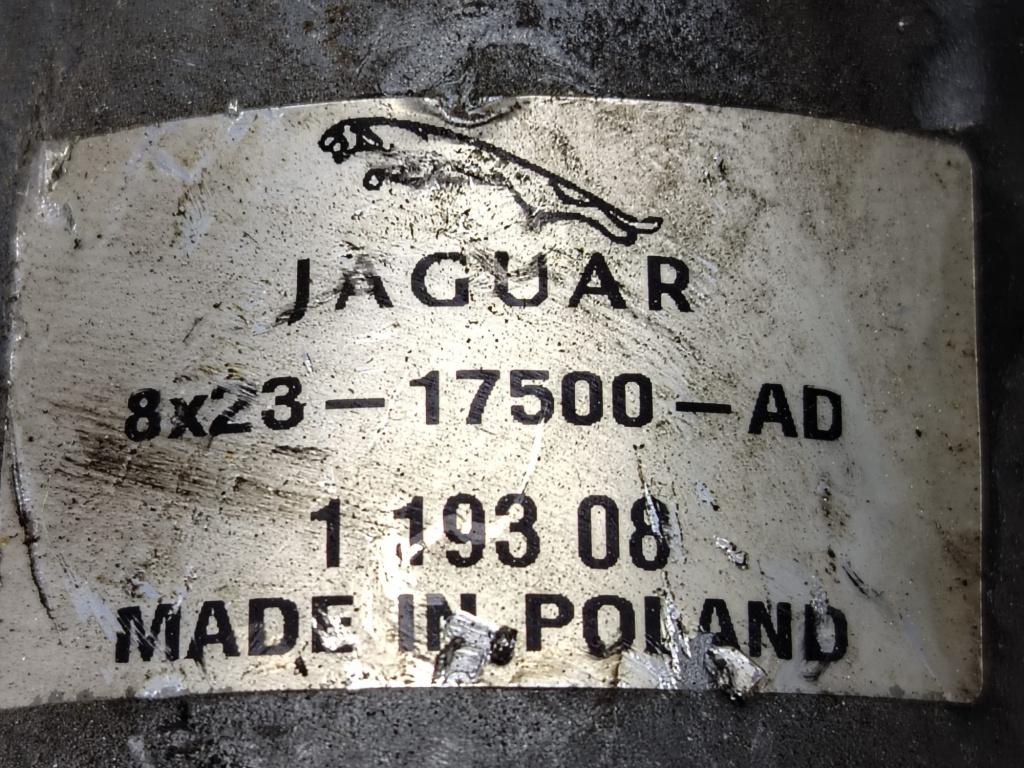 JAGUAR
8x23-17500-AD
1 193 08
MADE IN POLAND